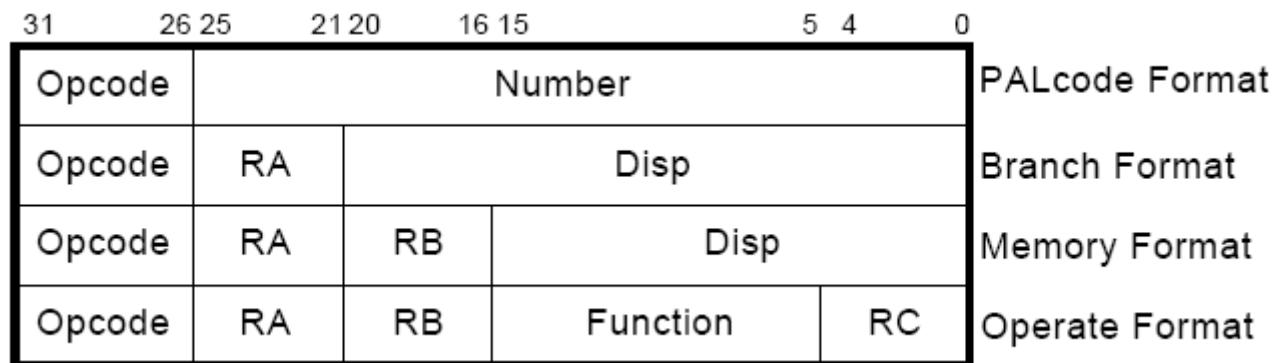 31 26 25 21 20 16 15 5 4 0
Opcode Number PALcode Format
Opcode RA Disp Branch Format
Opcode RA RB Disp Memory Format
Opcode RA RB Function RC Operate Format